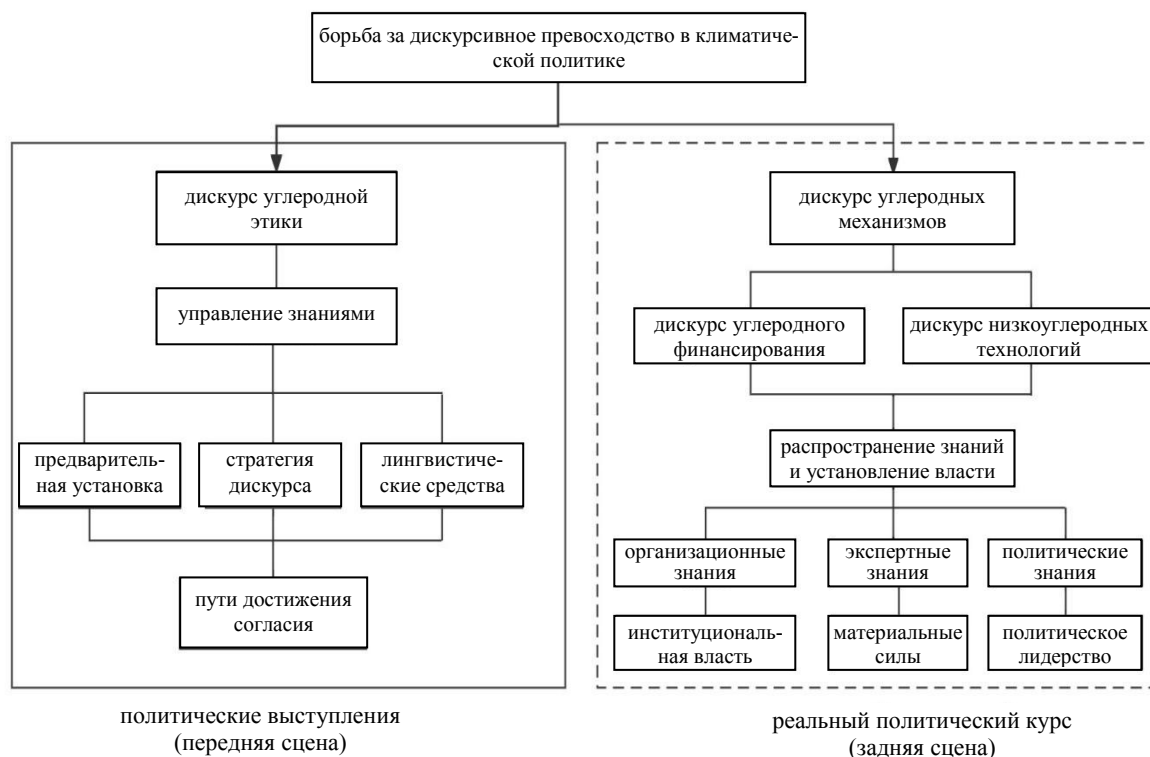 борьба за дискурсивное превосходство в климатиче-
ской политике
дискурс углеродной
этики
управление знаниями
предваритель-
ная установка
стратегия
дискурса
лингвистиче-
ские средства
пути достижения
согласия
политические выступления
(передняя сцена)
дискурс углеродных
механизмов
дискурс углеродного
финансирования
дискурс низкоуглеродных
технологий
распространение знаний
и установление власти
организационные
знания
экспертные
знания
политические
знания
институциональ-
ная власть
материальные
силы
политическое
лидерство
реальный политический курс
(задняя сцена)